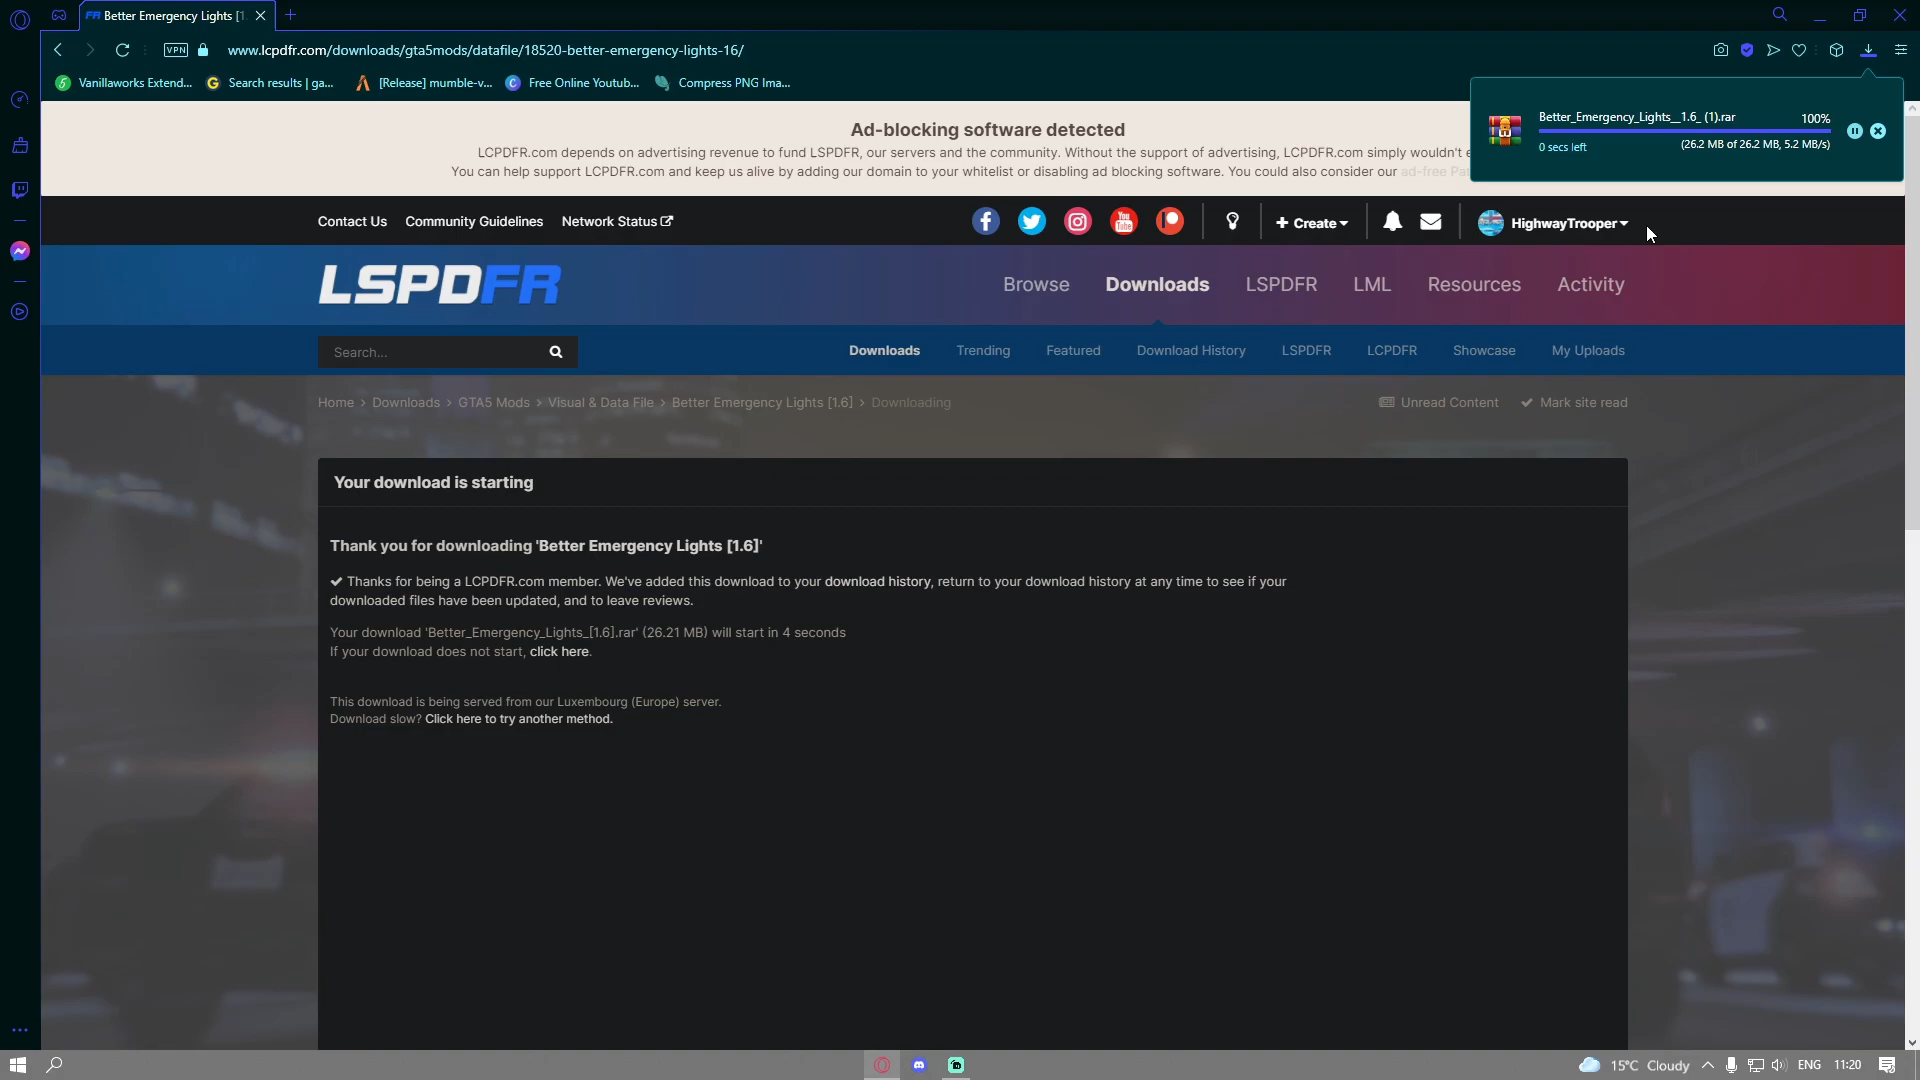 Better Emergency Lights [1
www.lcpdfr.com/downloads/gta5mods/datafile/18520-better-emergency-lights-16/
VPN
Vanillaworks Extend... Search results | ga... [Release] mumble-v... Free Online Youtub... Compress PNG Ima...
Better_Emergency_Lights__1.6_ (1).rar 100%
0 secs left (26.2 MB of 26.2 MB, 5.2 MB/s)
Ad-blocking software detected
LCPDFR.com depends on advertising revenue to fund LSPDFR, our servers and the community. Without the support of advertising, LCPDFR.com simply wouldn't
You can help support LCPDFR.com and keep us alive by adding our domain to your whitelist or disabling ad blocking software. You could also consider our ad-free
Contact Us Community Guidelines Network Status + Create HighwayTrooper
LSPDFR
Browse Downloads LSPDFR LML Resources Activity
Search... Downloads Trending Featured Download History LSPDFR LCPDFR Showcase My Uploads
Home > Downloads > GTA5 Mods > Visual & Data File > Better Emergency Lights [1.6] > Downloading Unread Content Mark site read
Your download is starting
Thank you for downloading 'Better Emergency Lights [1.6]'
✔ Thanks for being a LCPDFR.com member. We've added this download to your download history, return to your download history at any time to see if your
downloaded files have been updated, and to leave reviews.
Your download 'Better_Emergency_Lights_[1.6].rar' (26.21 MB) will start in 4 seconds
If your download does not start, click here.
This download is being served from our Luxembourg (Europe) server.
Download slow? Click here to try another method.
15°C Cloudy ENG 11:20